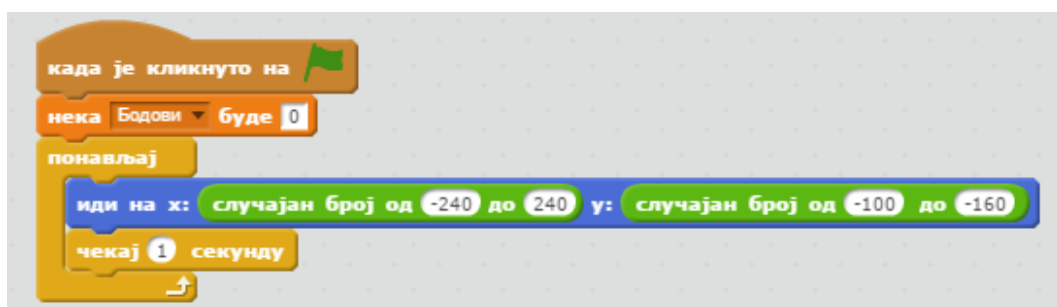 када је кликнуто на
нека Бодови буде 0
понављај
иди на x: случајан број од -240 до 240 y: случајан број од -100 до -160
чекај 1 секунду